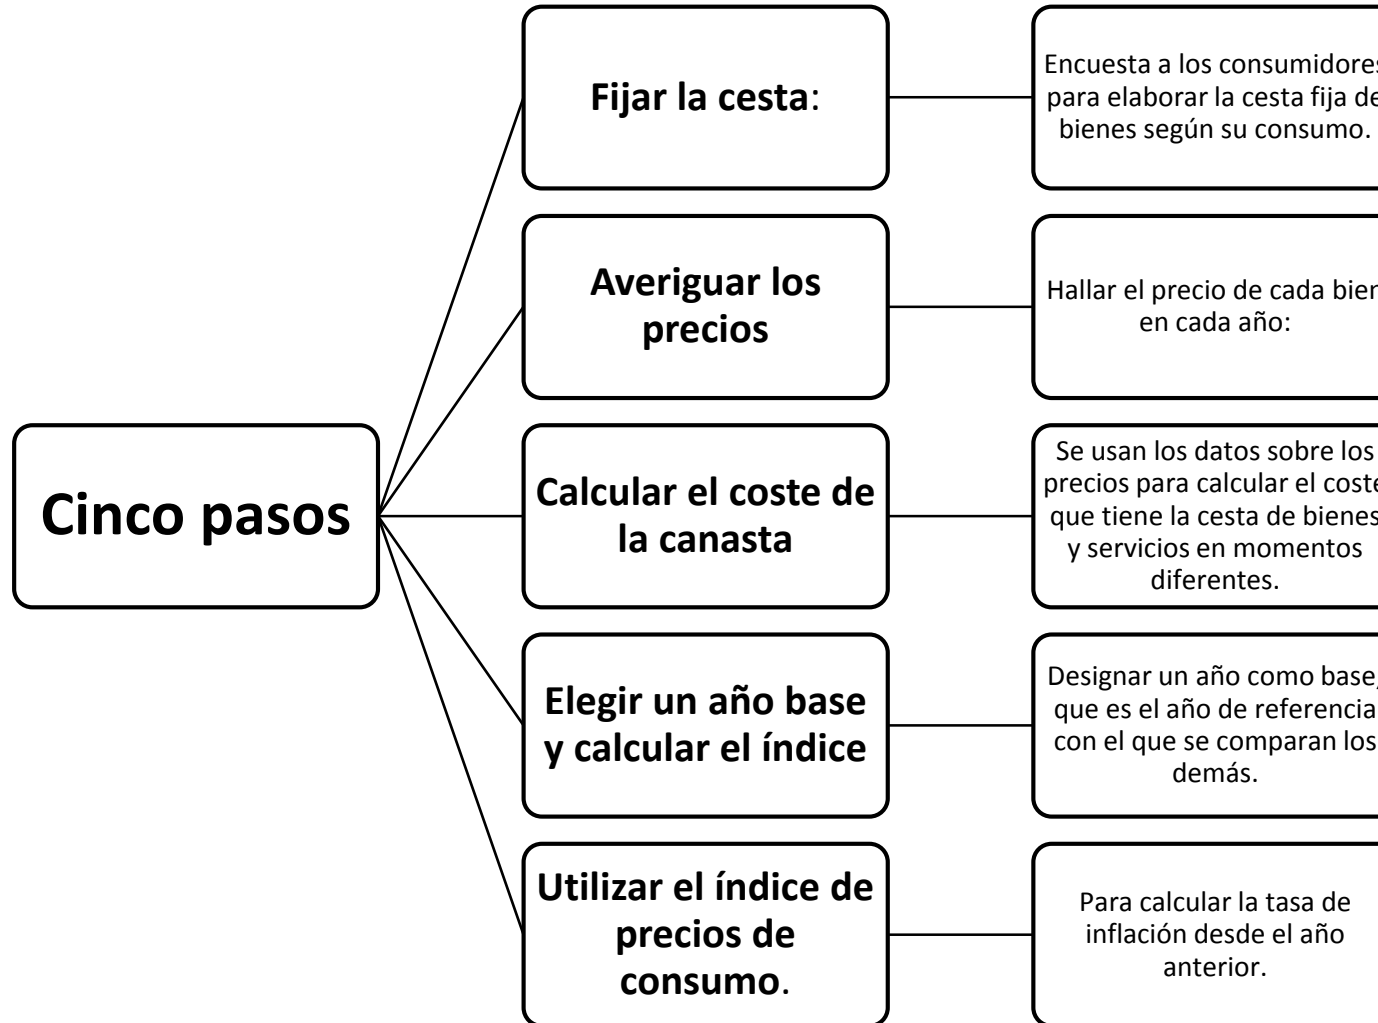 Cinco pasos
Fijar la cesta:
Encuesta a los consumidores
para elaborar la cesta fija de
bienes según su consumo.
Averiguar los
precios
Hallar el precio de cada bien
en cada año:
Calcular el coste de
la canasta
Se usan los datos sobre los
precios para calcular el coste
que tiene la cesta de bienes
y servicios en momentos
diferentes.
Elegir un año base
y calcular el índice
Designar un año como base,
que es el año de referencia
con el que se comparan los
demás.
Utilizar el índice de
precios de
consumo.
Para calcular la tasa de
inflación desde el año
anterior.